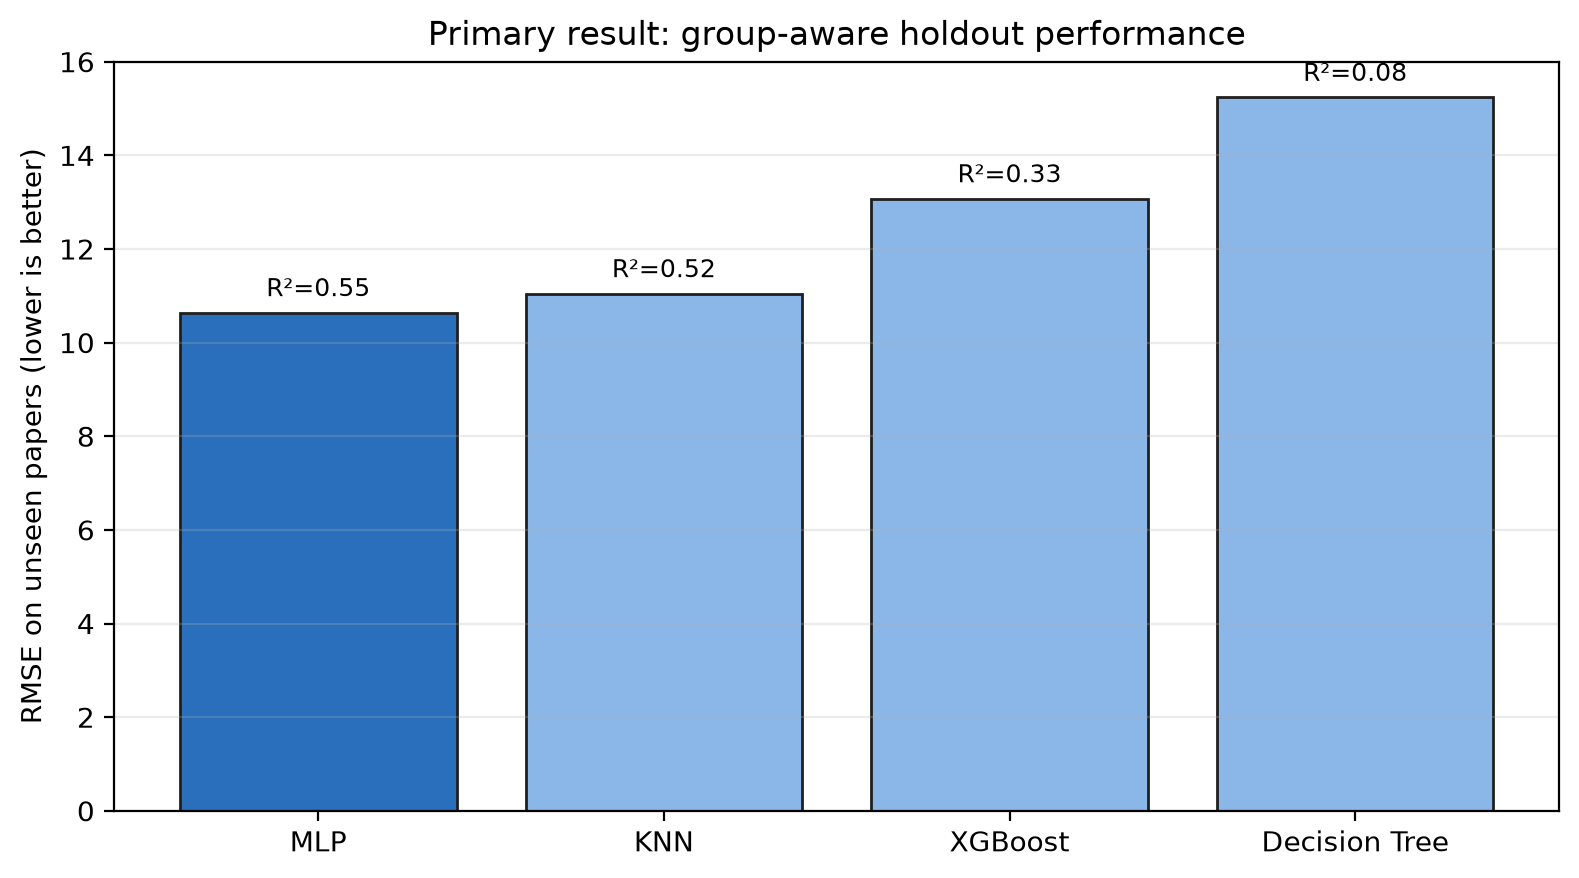 Primary result: group-aware holdout performance
RMSE on unseen papers (lower is better)
16
14
12
10
8
6
4
2
0
R²=0.55
R²=0.52
R²=0.33
R²=0.08
MLP
KNN
XGBoost
Decision Tree